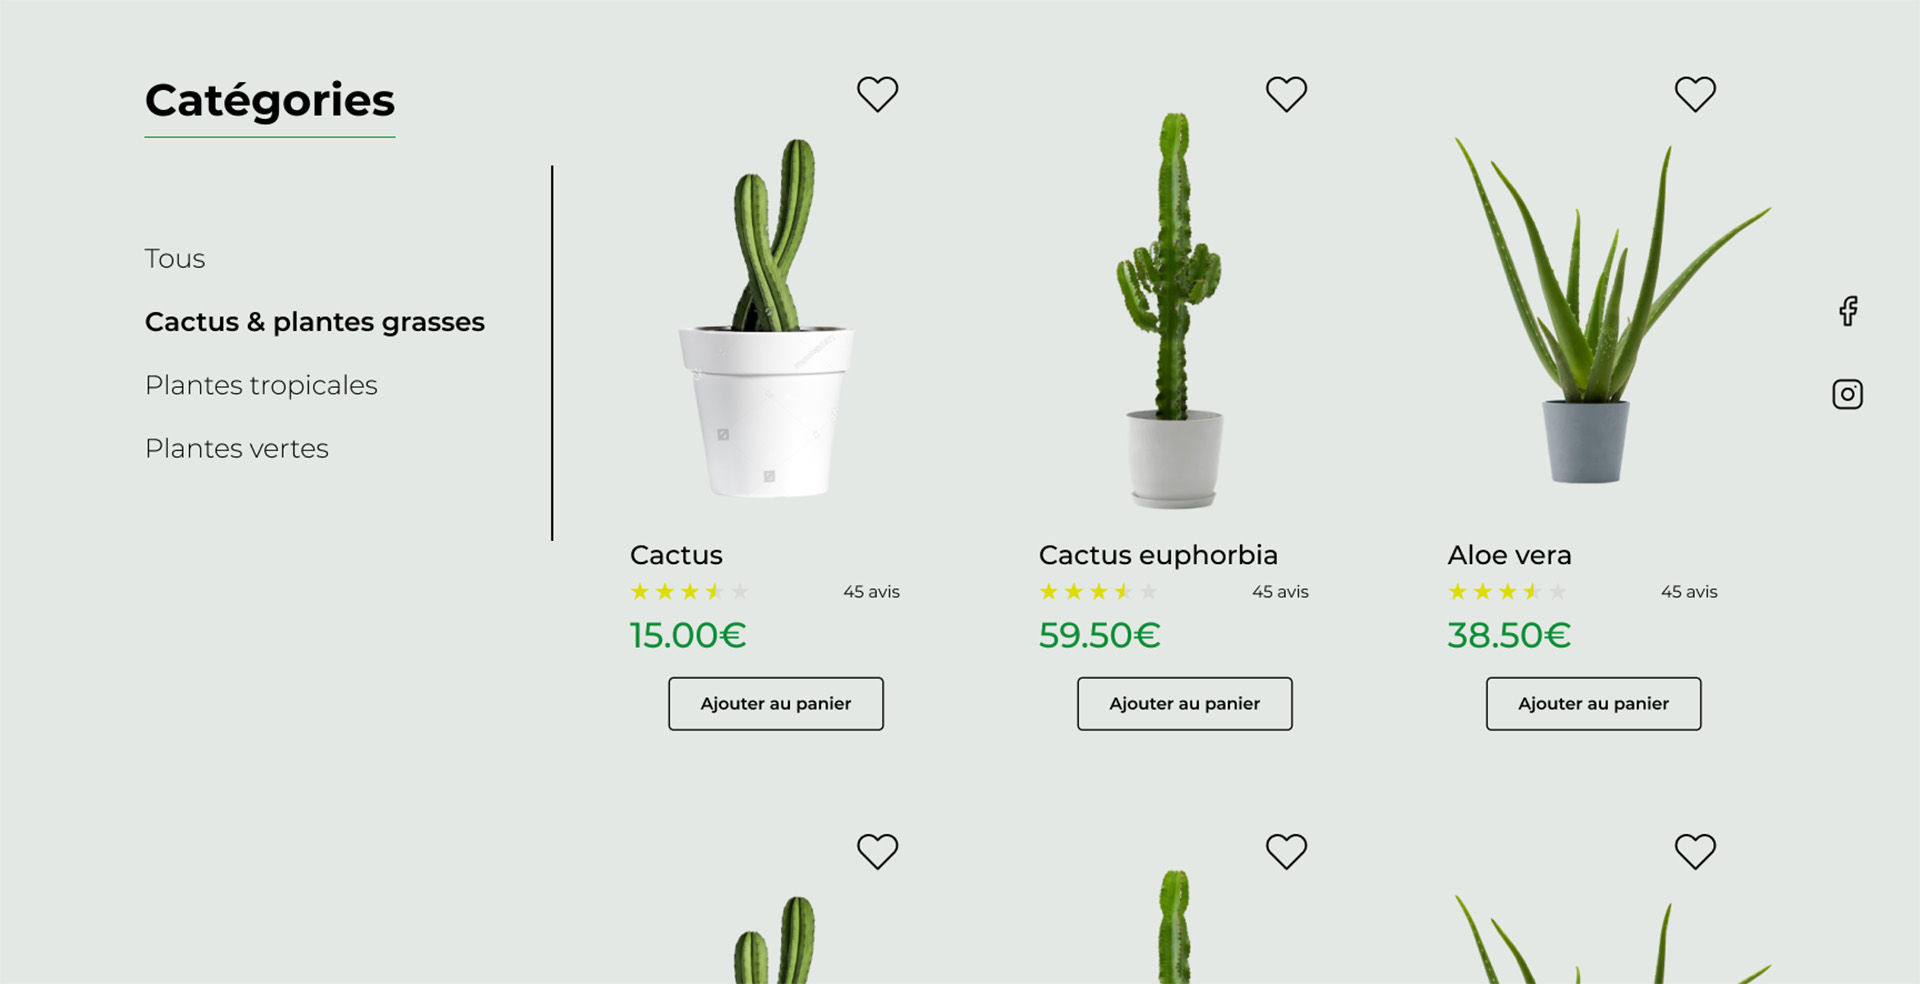 Catégories
Tous
Cactus & plantes grasses
Plantes tropicales
Plantes vertes
Cactus
45 avis
15.00€
Ajouter au panier
Cactus euphorbia
45 avis
59.50€
Ajouter au panier
Aloe vera
45 avis
38.50€
Ajouter au panier